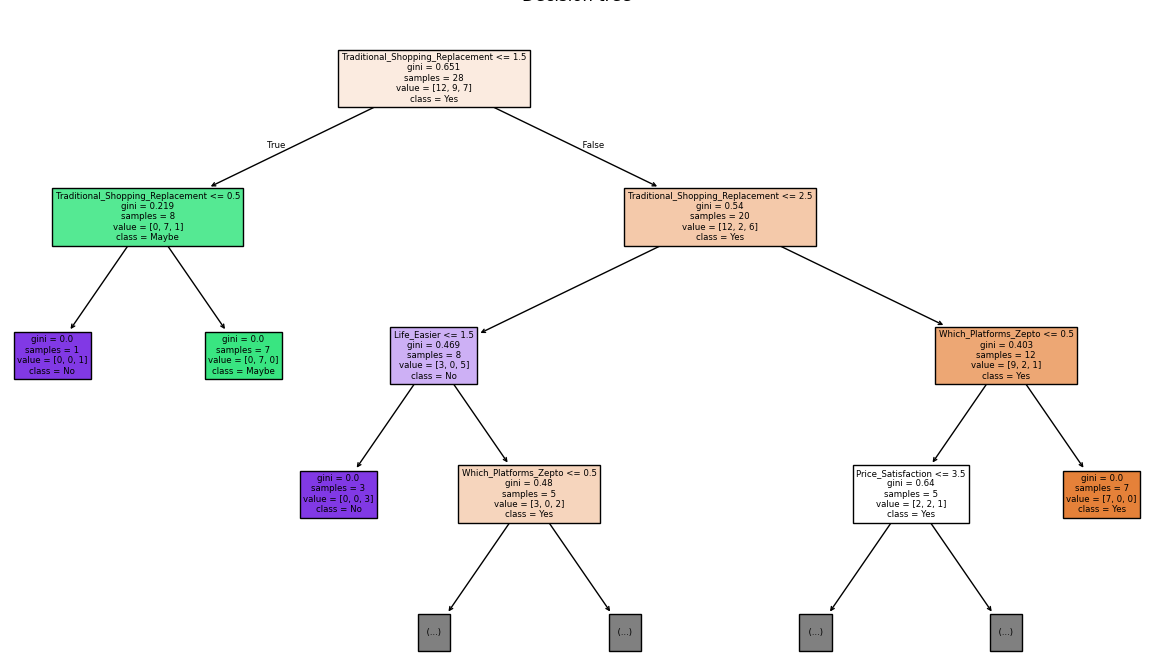 Decision tree
Traditional_Shopping_Replacement <= 1.5
gini = 0.651
samples = 28
value = [12, 9, 7]
class = Yes
True
False
Traditional_Shopping_Replacement <= 0.5
gini = 0.219
samples = 8
value = [0, 7, 1]
class = Maybe
Traditional_Shopping_Replacement <= 2.5
gini = 0.54
samples = 20
value = [12, 2, 6]
class = Yes
gini = 0.0
samples = 1
value = [0, 0, 1]
class = No
gini = 0.0
samples = 7
value = [0, 7, 0]
class = Maybe
Life_Easier <= 1.5
gini = 0.469
samples = 8
value = [3, 0, 5]
class = No
Which_Platforms_Zepto <= 0.5
gini = 0.403
samples = 12
value = [9, 2, 1]
class = Yes
gini = 0.0
samples = 3
value = [0, 0, 3]
class = No
Which_Platforms_Zepto <= 0.5
gini = 0.48
samples = 5
value = [3, 0, 2]
class = Yes
Price_Satisfaction <= 3.5
gini = 0.64
samples = 5
value = [2, 2, 1]
class = Yes
gini = 0.0
samples = 7
value = [7, 0, 0]
class = Yes
(...)
(...)
(...)
(...)